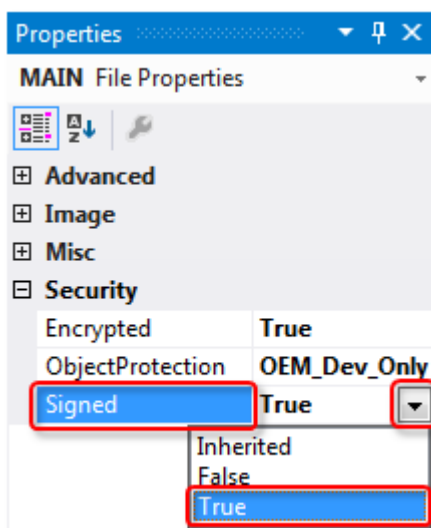 Properties
MAIN File Properties
Advanced
Image
Misc
Security
Encrypted True
ObjectProtection OEM_Dev_Only
Signed True
Inherited
False
True